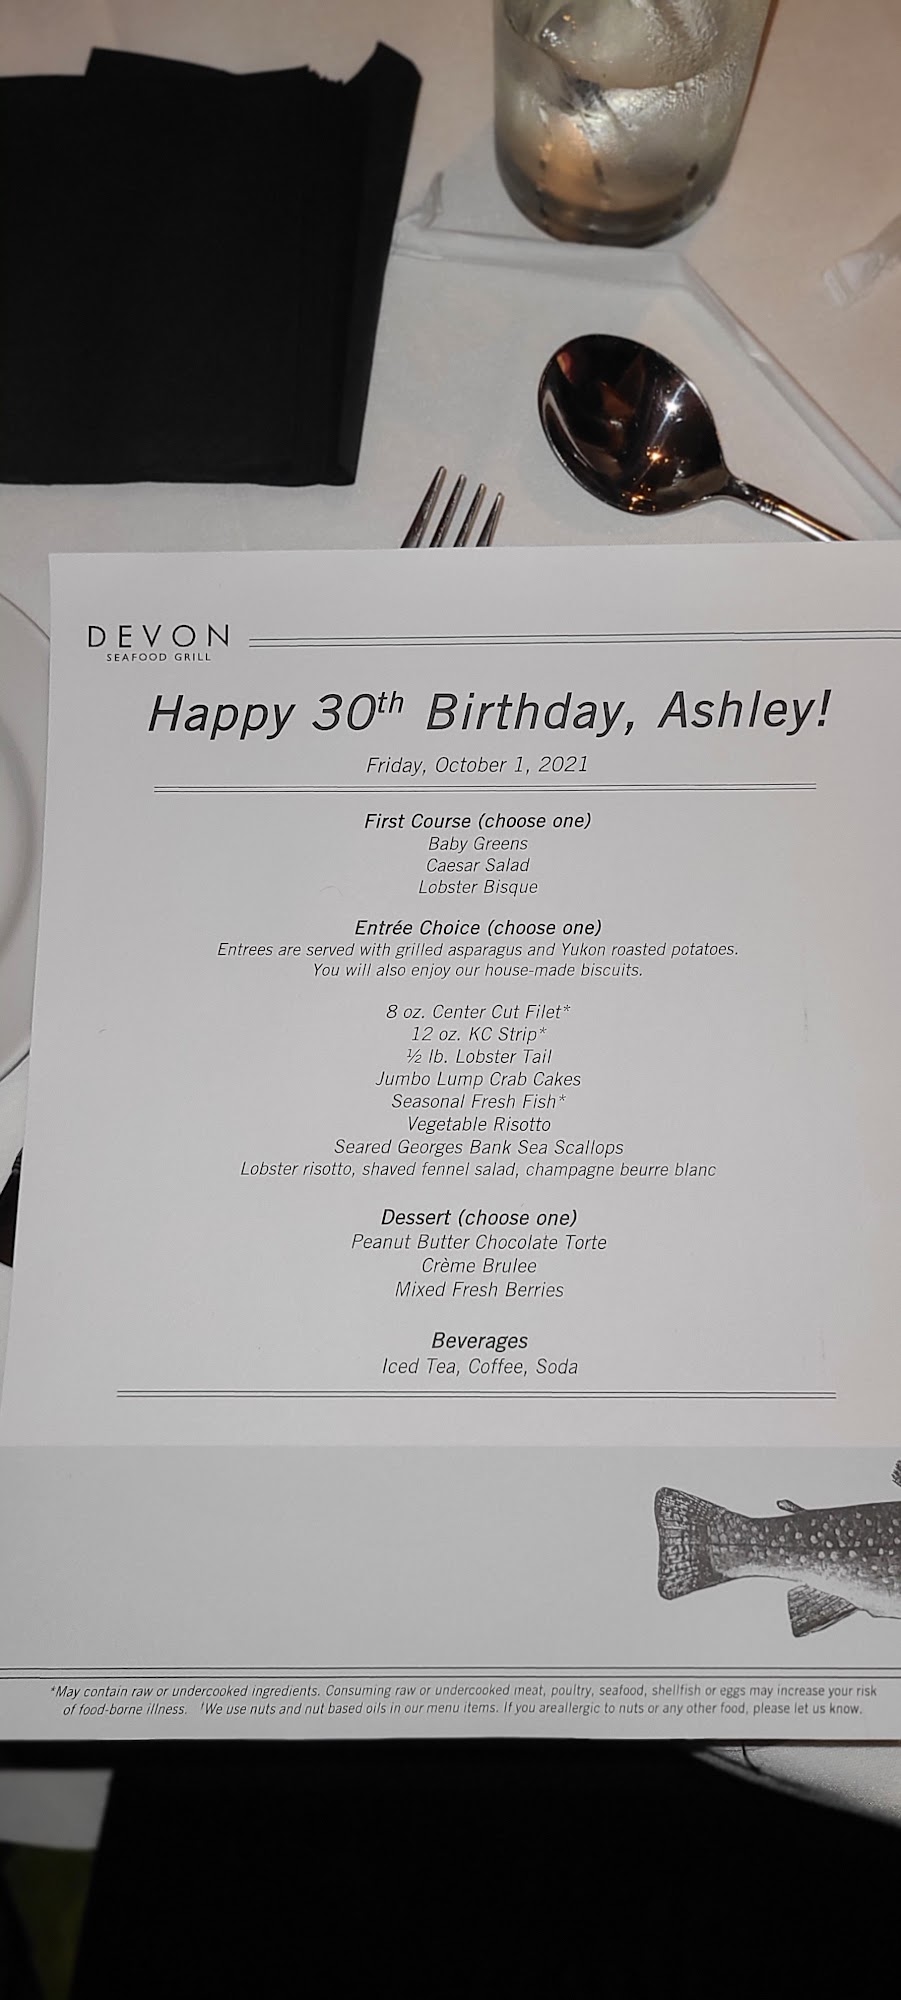 DEVON
SEAFOOD GRILL
Happy 30th Birthday, Ashley!
Friday, October 1, 2021
First Course (choose one)
Baby Greens
Caesar Salad
Lobster Bisque
Entrée Choice (choose one)
Entrees are served with grilled asparagus and Yukon roasted potatoes.
You will also enjoy our house-made biscuits.
8 oz. Center Cut Filet*
12 oz. KC Strip*
½ lb. Lobster Tail
Jumbo Lump Crab Cakes
Seasonal Fresh Fish*
Vegetable Risotto
Seared Georges Bank Sea Scallops
Lobster risotto, shaved fennel salad, champagne beurre blanc
Dessert (choose one)
Peanut Butter Chocolate Torte
Crème Brulee
Mixed Fresh Berries
Beverages
Iced Tea, Coffee, Soda
*May contain raw or undercooked ingredients. Consuming raw or undercooked meat, poultry, seafood, shellfish or eggs may increase your risk
of food-borne illness. †We use nuts and nut based oils in our menu items. If you areallergic to nuts or any other food, please let us know.